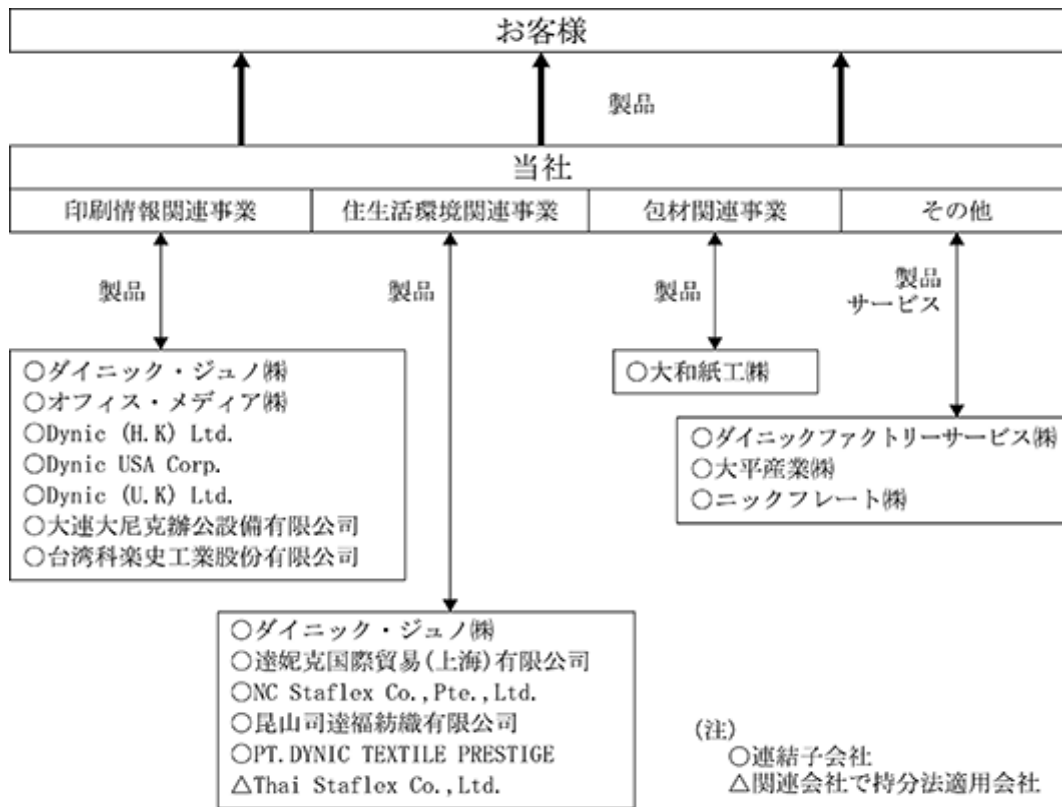 お客様
製品
当社
印刷情報関連事業
住生活環境関連事業
包材関連事業
その他
製品
製品
製品
製品
サービス
○ダイニック・ジュノ㈱
○オフィス・メディア㈱
○Dynic (H.K) Ltd.
○Dynic USA Corp.
○Dynic (U.K) Ltd.
○大連大尼克辦公設備有限公司
○台湾科楽史工業股份有限公司
○大和紙工㈱
○ダイニックファクトリーサービス㈱
○大平産業㈱
○ニックフレート㈱
○ダイニック・ジュノ㈱
○達妮克国際貿易(上海)有限公司
○NC Staflex Co.,Pte.,Ltd.
○昆山司達福紡織有限公司
○PT.DYNIC TEXTILE PRESTIGE
△Thai Staflex Co.,Ltd.
(注)
○連結子会社
△関連会社で持分法適用会社